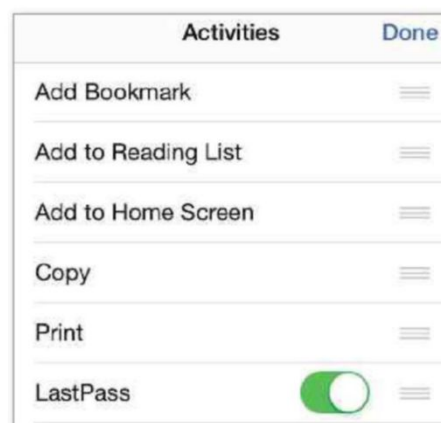 Activities Done
Add Bookmark
Add to Reading List
Add to Home Screen
Copy
Print
LastPass